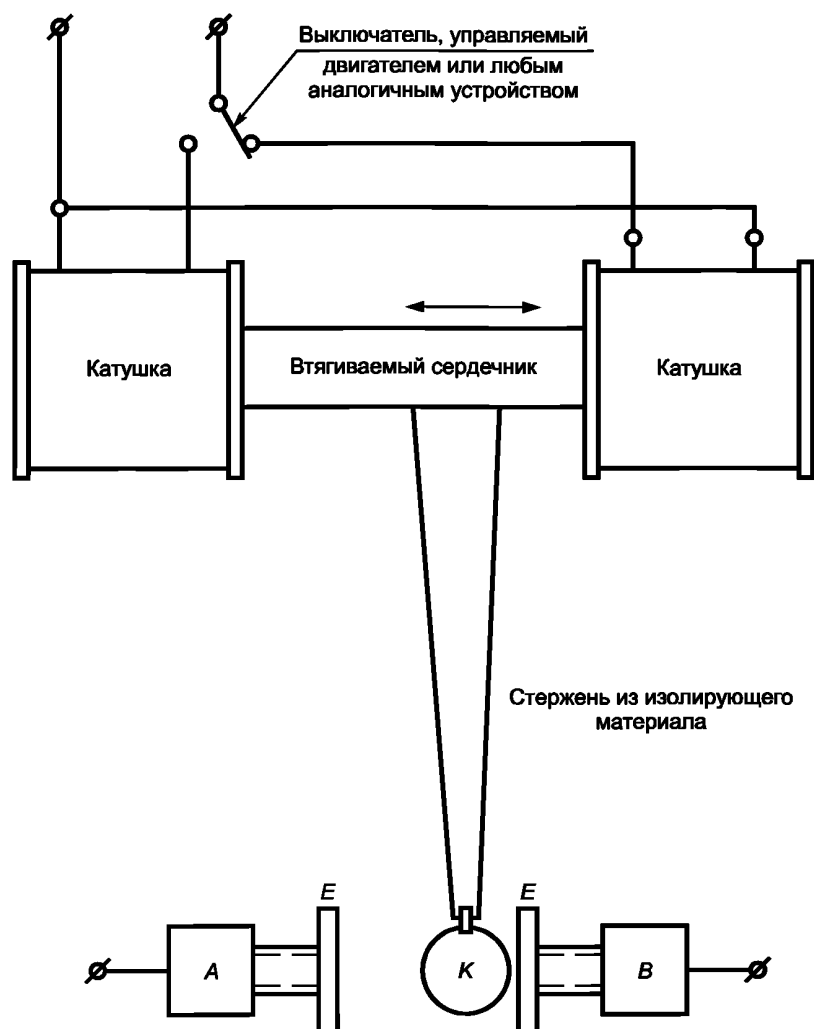 Выключатель, управляемый
двигателем или любым
аналогичным устройством
Катушка
Втягиваемый сердечник
Катушка
Стержень из изолирующего
материала
E
E
A
K
B